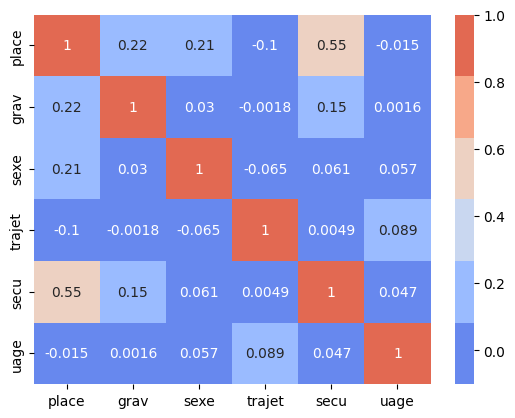 place 1 0.22 0.21 -0.1 0.55 -0.015
grav 0.22 1 0.03 -0.0018 0.15 0.0016
sexe 0.21 0.03 1 -0.065 0.061 0.057
trajet -0.1 -0.0018 -0.065 1 0.0049 0.089
secu 0.55 0.15 0.061 0.0049 1 0.047
uage -0.015 0.0016 0.057 0.089 0.047 1
place grav sexe trajet secu uage
1.0
0.8
0.6
0.4
0.2
0.0